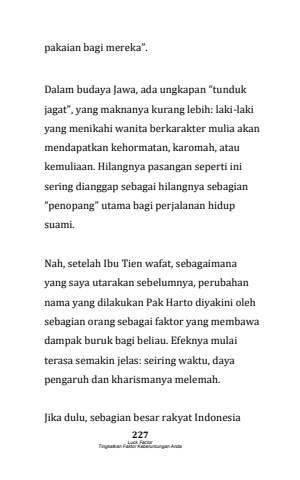 pakaian bagi mereka”.
Dalam budaya Jawa, ada ungkapan “tunduk
jagat”, yang maknanya kurang lebih: laki-laki
yang menikahi wanita berkarakter mulia akan
mendapatkan kehormatan, karomah, atau
kemuliaan. Hilangnya pasangan seperti ini
sering dianggap sebagai hilangnya sebagian
“penopang” utama bagi perjalanan hidup
suami.
Nah, setelah Ibu Tien wafat, sebagaimana
yang saya utarakan sebelumnya, perubahan
nama yang dilakukan Pak Harto diyakini oleh
sebagian orang sebagai faktor yang membawa
dampak buruk bagi beliau. Efeknya mulai
terasa semakin jelas: seiring waktu, daya
pengaruh dan kharismanya melemah.
Jika dulu, sebagian besar rakyat Indonesia
227
Luck Factor
Tingkatkan Faktor Keberuntungan Anda